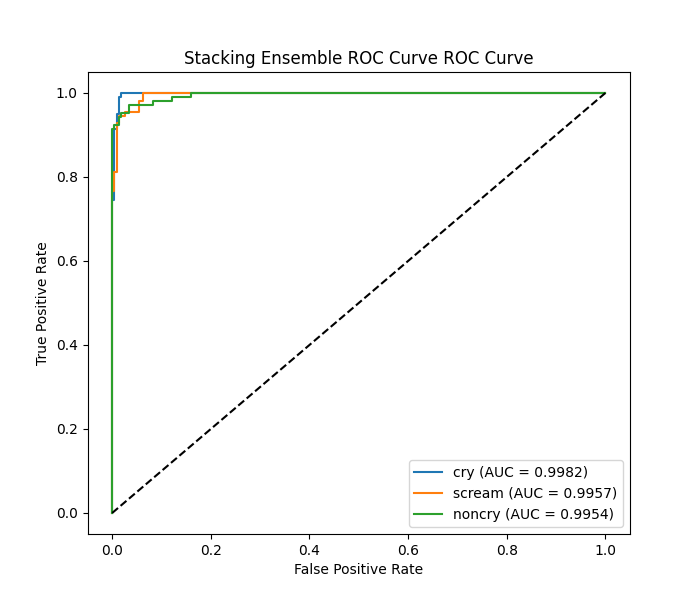 Stacking Ensemble ROC Curve ROC Curve
True Positive Rate
1.0
0.8
0.6
0.4
0.2
0.0
cry (AUC = 0.9982)
scream (AUC = 0.9957)
noncry (AUC = 0.9954)
0.0 0.2 0.4 0.6 0.8 1.0
False Positive Rate